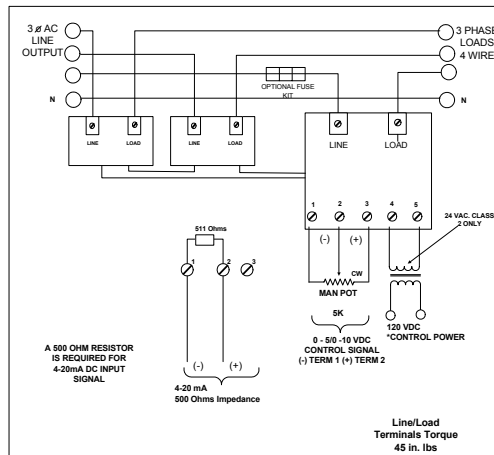 3 ø AC
LINE
OUTPUT
3 PHASE
LOADS
4 WIRE
OPTIONAL FUSE
KIT
N
N
LINE
LOAD
LINE
LOAD
LINE
LOAD
1
2
3
4
5
24 VAC. CLASS
2 ONLY
(-)
(+)
511 Ohms
1
2
3
CW
MAN POT
5K
0 - 5/0 -10 VDC
CONTROL SIGNAL
(-) TERM 1 (+) TERM 2
120 VDC
*CONTROL POWER
A 500 OHM RESISTOR
IS REQUIRED FOR
4-20mA DC INPUT
SIGNAL
(-)
(+)
4-20 mA
500 Ohms Impedance
Line/Load
Terminals Torque
45 in. lbs